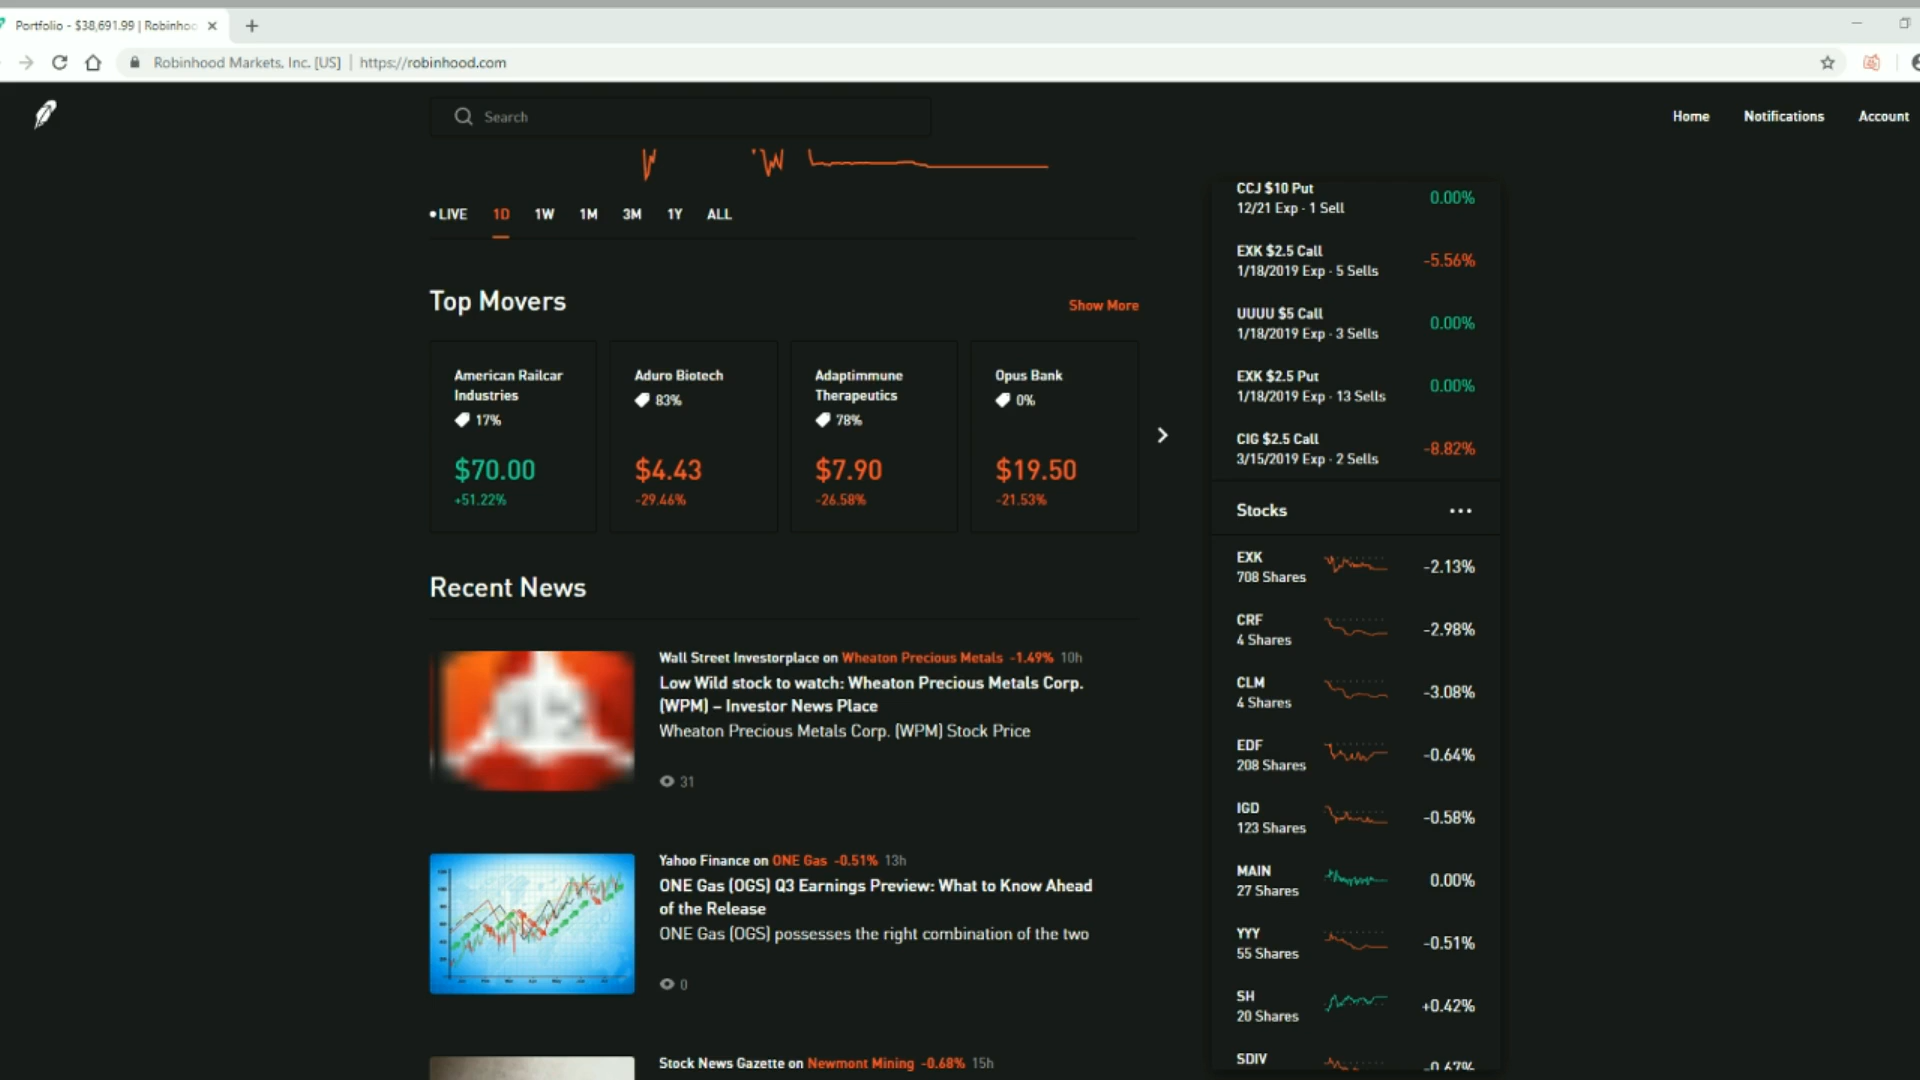 Portfolio - $38,691.99 | Robinhoo
Robinhood Markets, Inc. [US] | https://robinhood.com
Search
Home
Notifications
Account
LIVE
1D
1W
1M
3M
1Y
ALL
Top Movers
Show More
American Railcar
Industries
17%
$70.00
+51.22%
Aduro Biotech
83%
$4.43
-29.46%
Adaptimmune
Therapeutics
78%
$7.90
-26.58%
Opus Bank
0%
$19.50
-21.53%
Recent News
Wall Street Investorplace on Wheaton Precious Metals -1.49% 10h
Low Wild stock to watch: Wheaton Precious Metals Corp.
(WPM) – Investor News Place
Wheaton Precious Metals Corp. (WPM) Stock Price
31
Yahoo Finance on ONE Gas -0.51% 13h
ONE Gas (OGS) Q3 Earnings Preview: What to Know Ahead
of the Release
ONE Gas (OGS) possesses the right combination of the two
0
Stock News Gazette on Newmont Mining -0.68% 15h
CCJ $10 Put
12/21 Exp · 1 Sell
0.00%
EXK $2.5 Call
1/18/2019 Exp · 5 Sells
-5.56%
UUUU $5 Call
1/18/2019 Exp · 3 Sells
0.00%
EXK $2.5 Put
1/18/2019 Exp · 13 Sells
0.00%
CIG $2.5 Call
3/15/2019 Exp · 2 Sells
-8.82%
Stocks
EXK
708 Shares
-2.13%
CRF
4 Shares
-2.98%
CLM
4 Shares
-3.08%
EDF
208 Shares
-0.64%
IGD
123 Shares
-0.58%
MAIN
27 Shares
0.00%
YYY
55 Shares
-0.51%
SH
20 Shares
+0.42%
SDIV
-0.67%